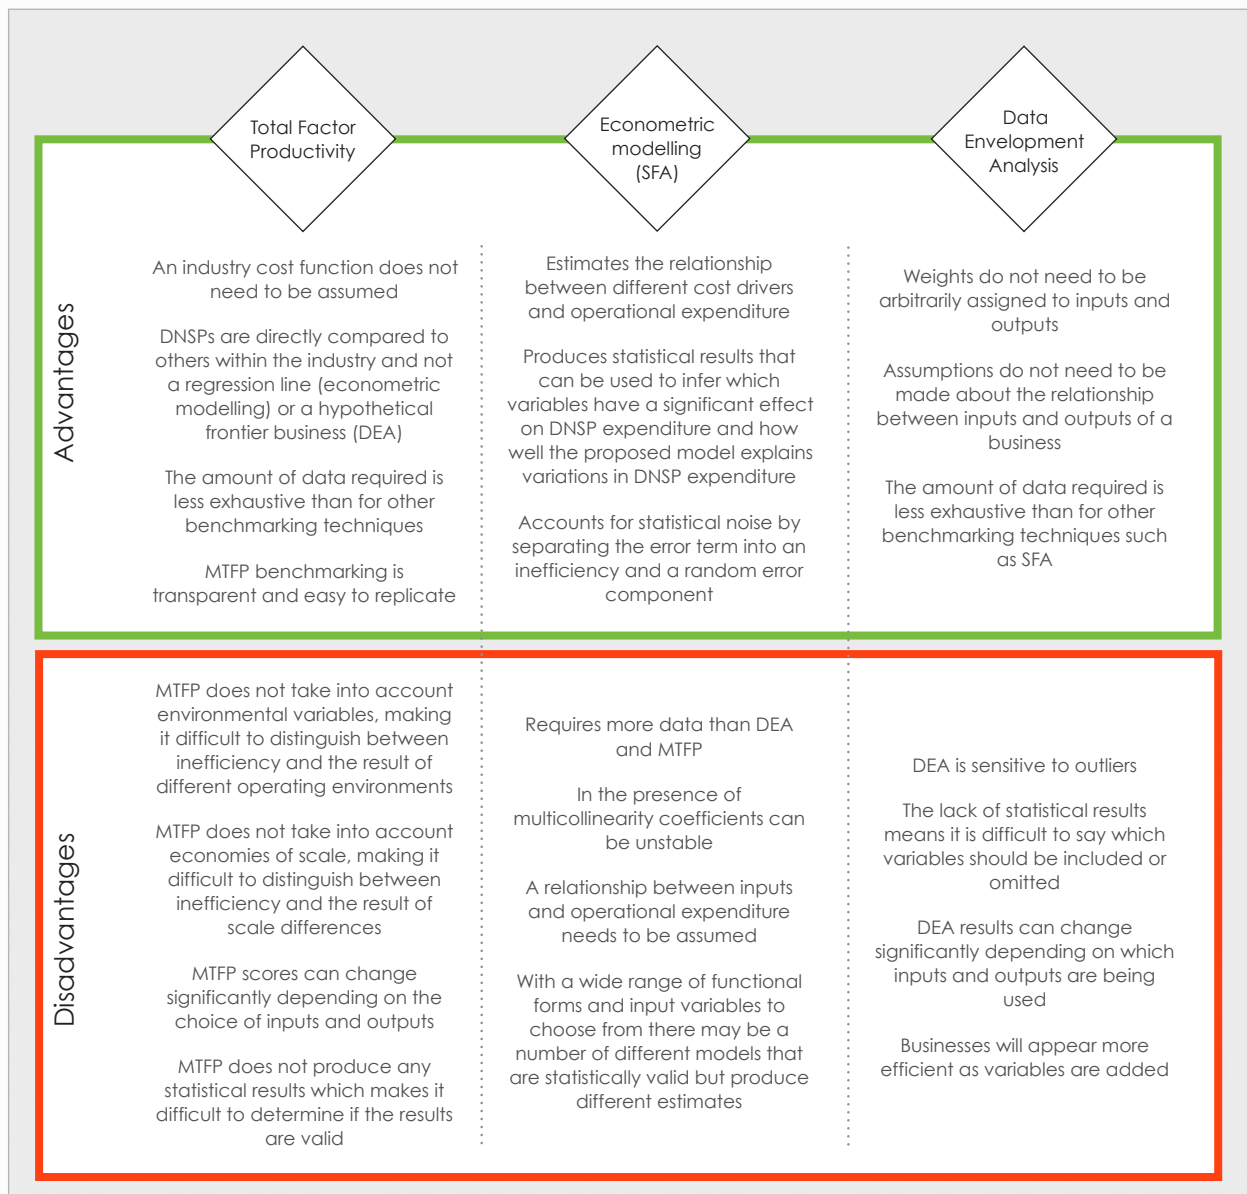 Total Factor
Productivity
Econometric
modelling
(SFA)
Data
Envelopment
Analysis
Advantages
An industry cost function does not
need to be assumed
DNSPs are directly compared to
others within the industry and not
a regression line (econometric
modelling) or a hypothetical
frontier business (DEA)
The amount of data required is
less exhaustive than for other
benchmarking techniques
MTFP benchmarking is
transparent and easy to replicate
Estimates the relationship
between different cost drivers
and operational expenditure
Produces statistical results that
can be used to infer which
variables have a significant effect
on DNSP expenditure and how
well the proposed model explains
variations in DNSP expenditure
Accounts for statistical noise by
separating the error term into an
inefficiency and a random error
component
Weights do not need to be
arbitrarily assigned to inputs and
outputs
Assumptions do not need to be
made about the relationship
between inputs and outputs of a
business
The amount of data required is
less exhaustive than for other
benchmarking techniques such
as SFA
Disadvantages
MTFP does not take into account
environmental variables, making
it difficult to distinguish between
inefficiency and the result of
different operating environments
MTFP does not take into account
economies of scale, making it
difficult to distinguish between
inefficiency and the result of
scale differences
MTFP scores can change
significantly depending on the
choice of inputs and outputs
MTFP does not produce any
statistical results which makes it
difficult to determine if the results
are valid
Requires more data than DEA
and MTFP
In the presence of
multicollinearity coefficients can
be unstable
A relationship between inputs
and operational expenditure
needs to be assumed
With a wide range of functional
forms and input variables to
choose from there may be a
number of different models that
are statistically valid but produce
different estimates
DEA is sensitive to outliers
The lack of statistical results
means it is difficult to say which
variables should be included or
omitted
DEA results can change
significantly depending on which
inputs and outputs are being
used
Businesses will appear more
efficient as variables are added